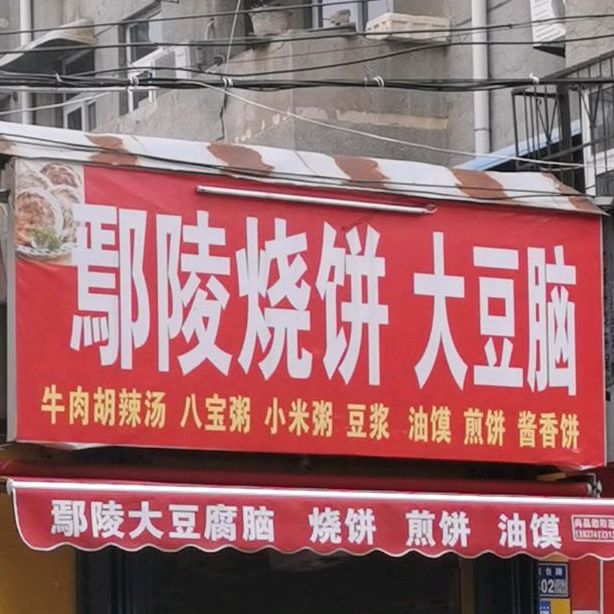 鄢陵烧饼 大豆脑
牛肉胡辣汤 八宝粥 小米粥 豆浆 油馍 煎饼 酱香饼
鄢陵大豆腐脑 烧饼 煎饼 油馍